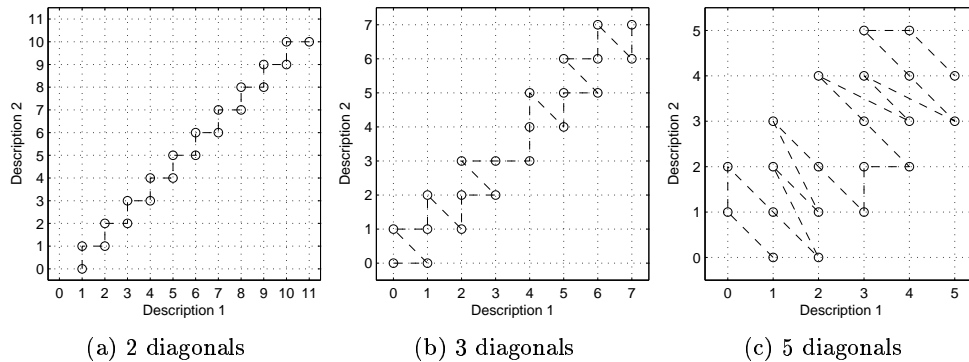 11
10
9
8
7
6
5
4
3
2
1
0
Description 2
0 1 2 3 4 5 6 7 8 9 10 11
Description 1
(a) 2 diagonals
7
6
5
4
3
2
1
0
Description 2
0 1 2 3 4 5 6 7
Description 1
(b) 3 diagonals
5
4
3
2
1
0
Description 2
0 1 2 3 4 5
Description 1
(c) 5 diagonals